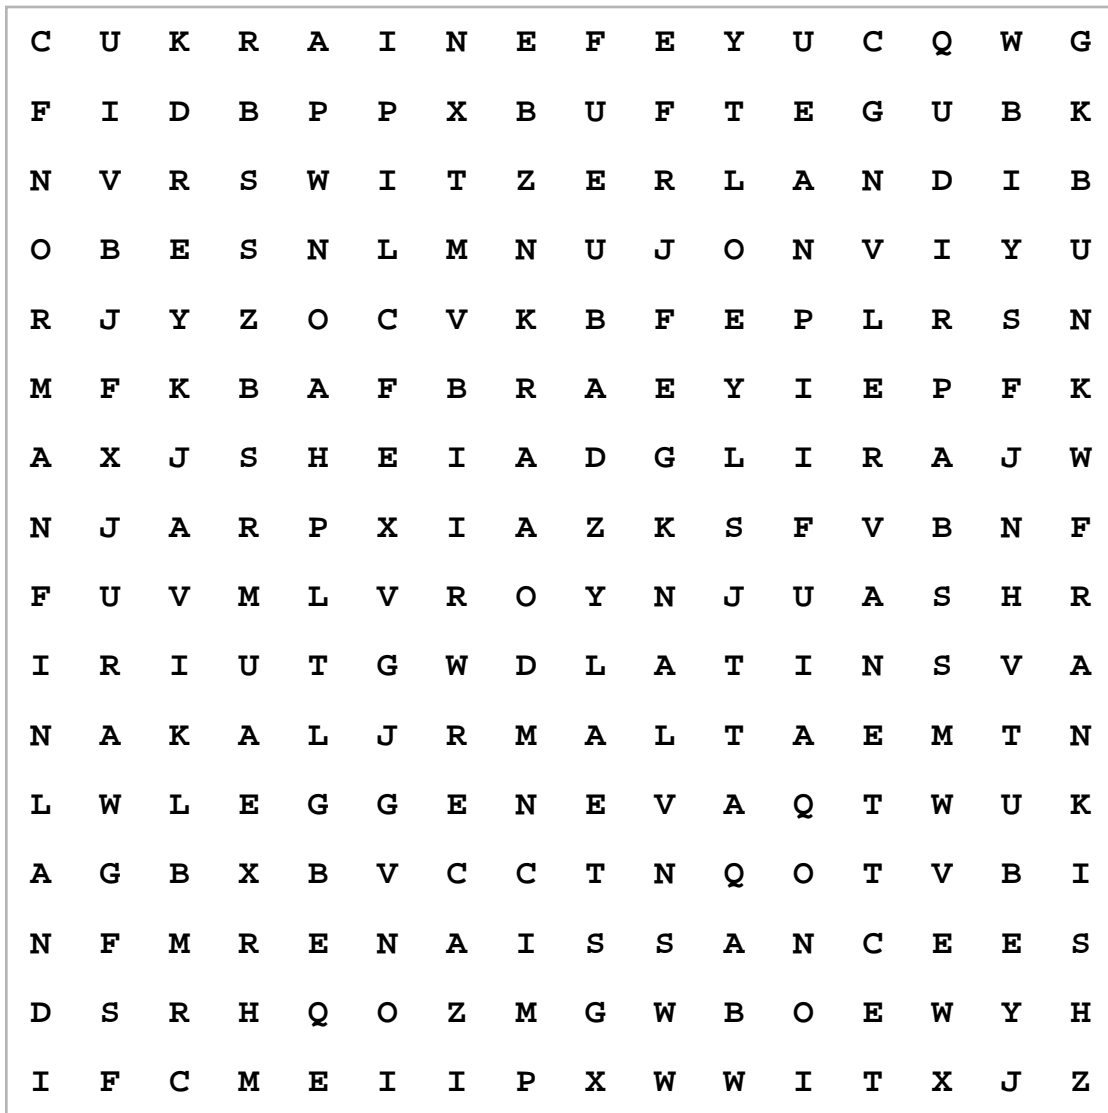 C U K R A I N E F E Y U C Q W G
F I D B P P X B U F T E G U B K
N V R S W I T Z E R L A N D I B
O B E S N L M N U J O N V I Y U
R J Y Z O C V K B F E P L R S N
M F K B A F B R A E Y I E P F K
A X J S H E I A D G L I R A J W
N J A R P X I A Z K S F V B N F
F U V M L V R O Y N J U A S H R
I R I U T G W D L A T I N S V A
N A K A L J R M A L T A E M T N
L W L E G G E N E V A Q T W U K
A G B X B V C C T N Q O T V B I
N F M R E N A I S S A N C E E S
D S R H Q O Z M G W B O E W Y H
I F C M E I I P X W W I T X J Z